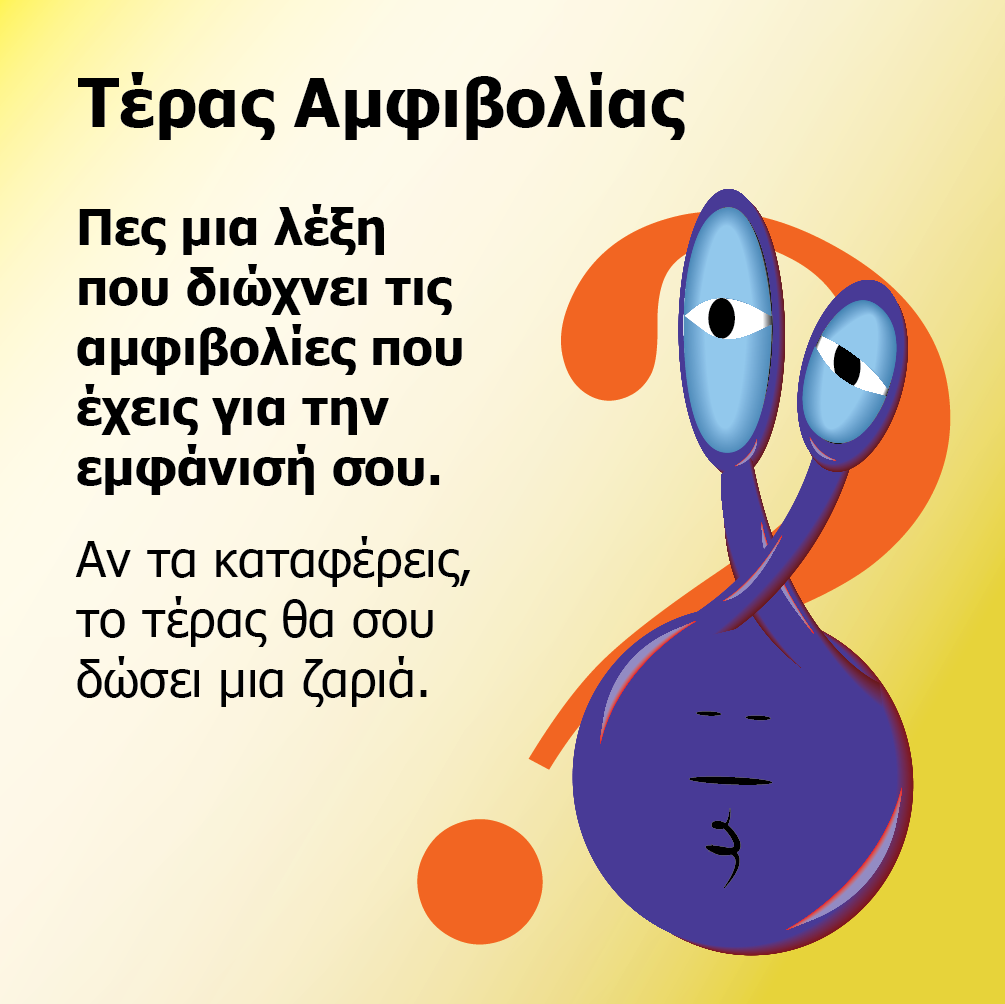 Τέρας Αμφιβολίας
Πες μια λέξη
που διώχνει τις
αμφιβολίες που
έχεις για την
εμφάνισή σου.
Αν τα καταφέρεις,
το τέρας θα σου
δώσει μια ζαριά.